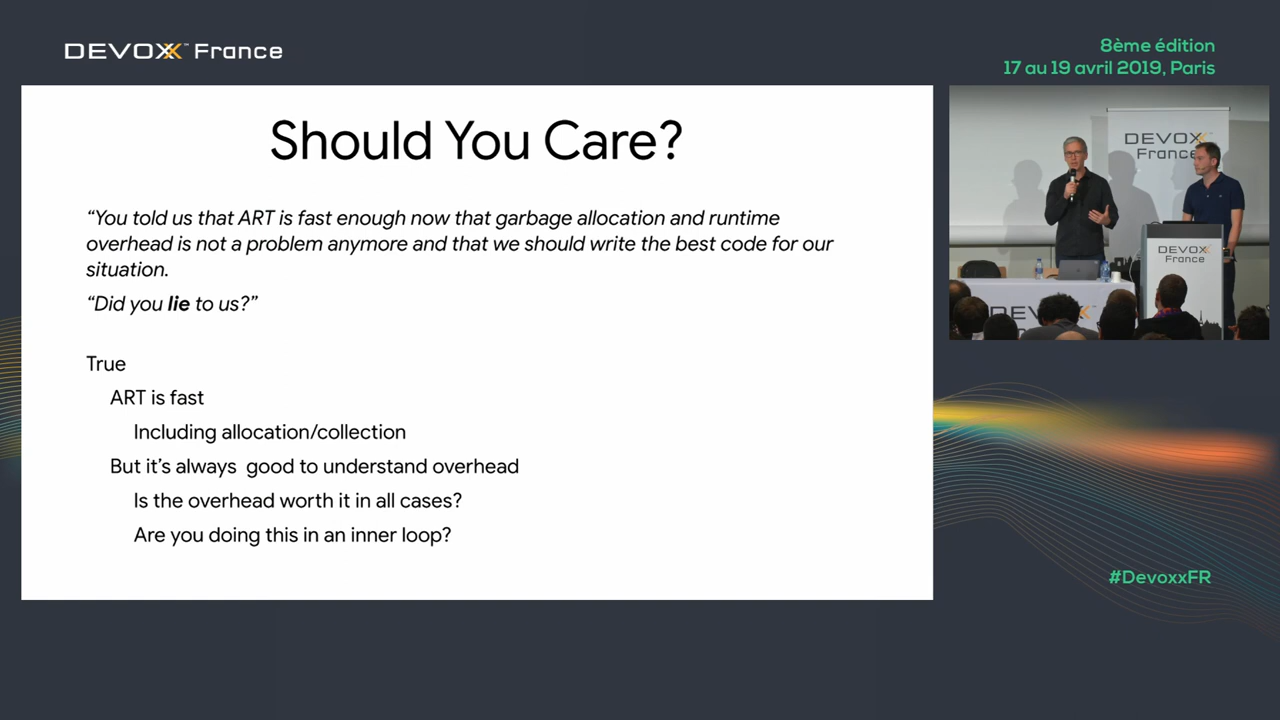 DEVOXX™ France
8ème édition
17 au 19 avril 2019, Paris
Should You Care?
“You told us that ART is fast enough now that garbage allocation and runtime
overhead is not a problem anymore and that we should write the best code for our
situation.
“Did you lie to us?”
True
ART is fast
Including allocation/collection
But it’s always  good to understand overhead
Is the overhead worth it in all cases?
Are you doing this in an inner loop?
DEVOXX™
France
DEVOXX
France
DEVOXX
#DevoxxFR